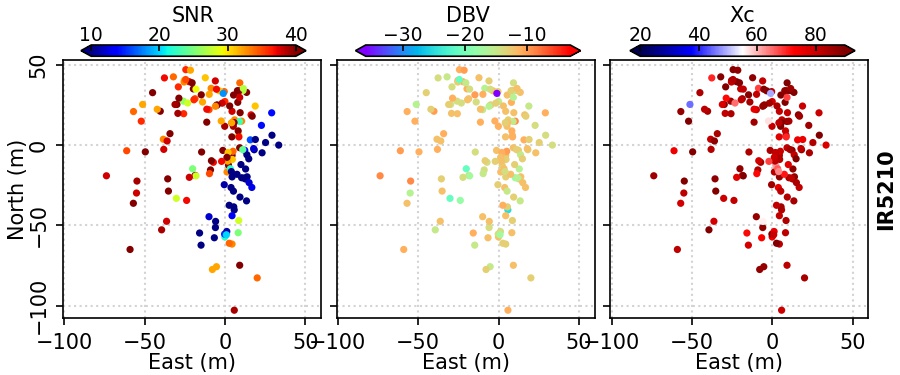 SNR DBV Xc
10 20 30 40 −30 −20 −10 20 40 60 80
50
0
−50
−100
North (m)
−100 −50 0 50 −100 −50 0 50 −100 −50 0 50
East (m) East (m) East (m)
IR5210